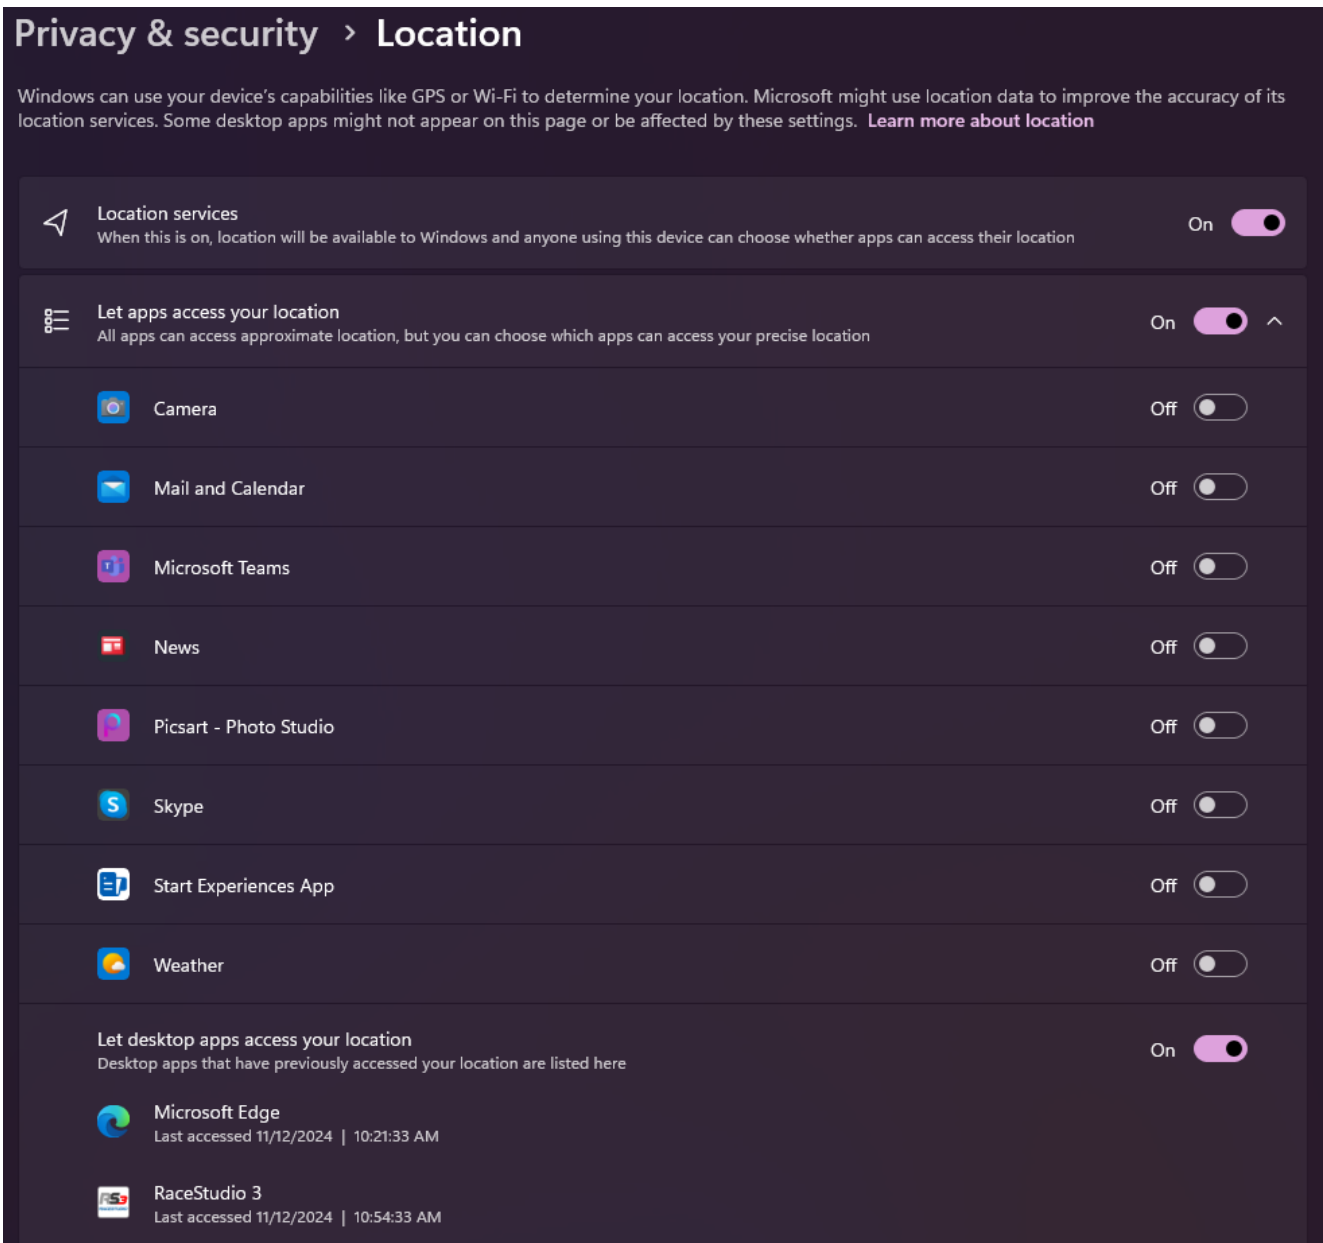 Privacy & security > Location
Windows can use your device's capabilities like GPS or Wi-Fi to determine your location. Microsoft might use location data to improve the accuracy of its
location services. Some desktop apps might not appear on this page or be affected by these settings. Learn more about location
Location services
When this is on, location will be available to Windows and anyone using this device can choose whether apps can access their location
On
Let apps access your location
All apps can access approximate location, but you can choose which apps can access your precise location
On
Camera
Off
Mail and Calendar
Off
Microsoft Teams
Off
News
Off
Picsart - Photo Studio
Off
Skype
Off
Start Experiences App
Off
Weather
Off
Let desktop apps access your location
Desktop apps that have previously accessed your location are listed here
On
Microsoft Edge
Last accessed 11/12/2024 | 10:21:33 AM
RS3
RaceStudio 3
Last accessed 11/12/2024 | 10:54:33 AM